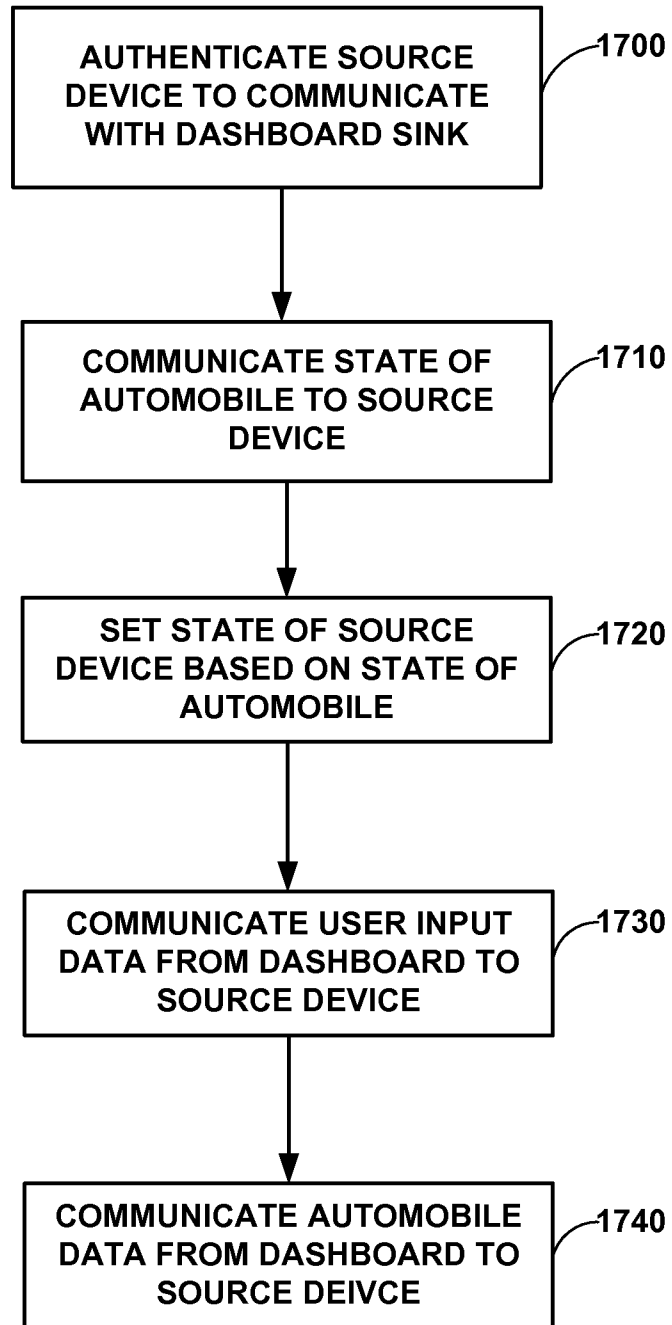 AUTHENTICATE SOURCE
DEVICE TO COMMUNICATE
WITH DASHBOARD SINK
1700
COMMUNICATE STATE OF
AUTOMOBILE TO SOURCE
DEVICE
1710
SET STATE OF SOURCE
DEVICE BASED ON STATE OF
AUTOMOBILE
1720
COMMUNICATE USER INPUT
DATA FROM DASHBOARD TO
SOURCE DEVICE
1730
COMMUNICATE AUTOMOBILE
DATA FROM DASHBOARD TO
SOURCE DEIVCE
1740